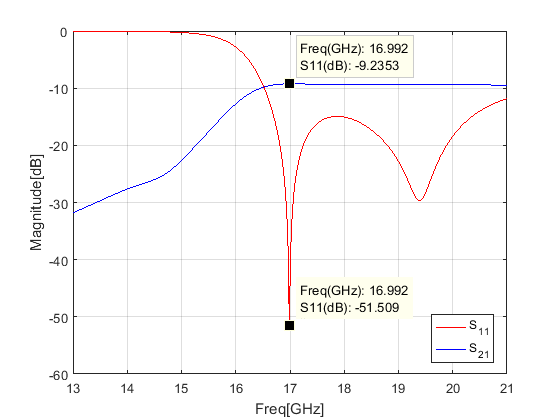 0
-10
-20
-30
-40
-50
-60
Magnitude[dB]
Freq(GHz): 16.992
S11(dB): -9.2353
Freq(GHz): 16.992
S11(dB): -51.509
S11
S21
13 14 15 16 17 18 19 20 21
Freq[GHz]